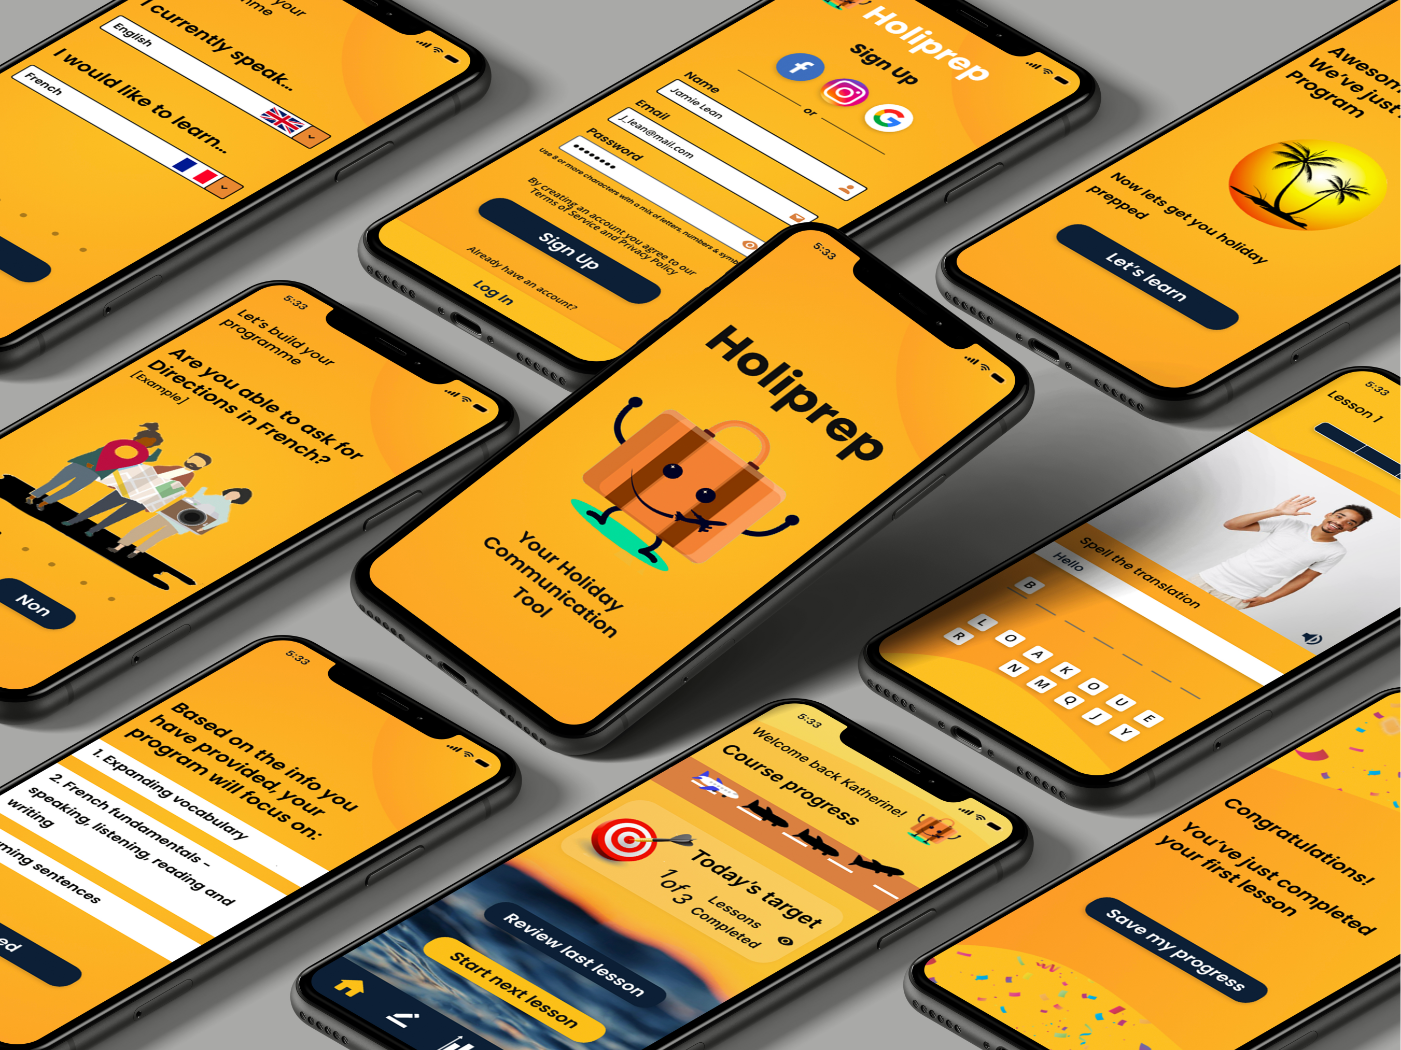 your
me
I currently speak...
English
I would like to learn...
French
Holiprep
Sign Up
or
Name
Jamie Lean
Email
j_lean@mail.com
Password
Use 8 or more characters with a mix of letters, numbers & symb
By creating an account you agree to our
Terms of Service and Privacy Policy
Sign Up
Already have an account?
Log In
Awesom
We've just
Program
Now lets get you holiday
prepped
Let's learn
5:33
Let's build your
programme
Are you able to ask for
Directions in French?
[Example]
Non
5:33
Holiprep
Your Holiday
Communication
Tool
5:33
Lesson 1
Spell the translation
Hello
B
L O A K O U E
R N M Q J Y
5:33
Based on the info you
have provided, your
program will focus on:
1. Expanding vocabulary
2. French fundamentals -
speaking, listening, reading and
writing
ming sentences
ed
5:33
Welcome back Katherine!
Course progress
Today's target
1 of 3
Lessons
Completed
Review last lesson
Start next lesson
Congratulations!
You've just completed
your first lesson
Save my progress